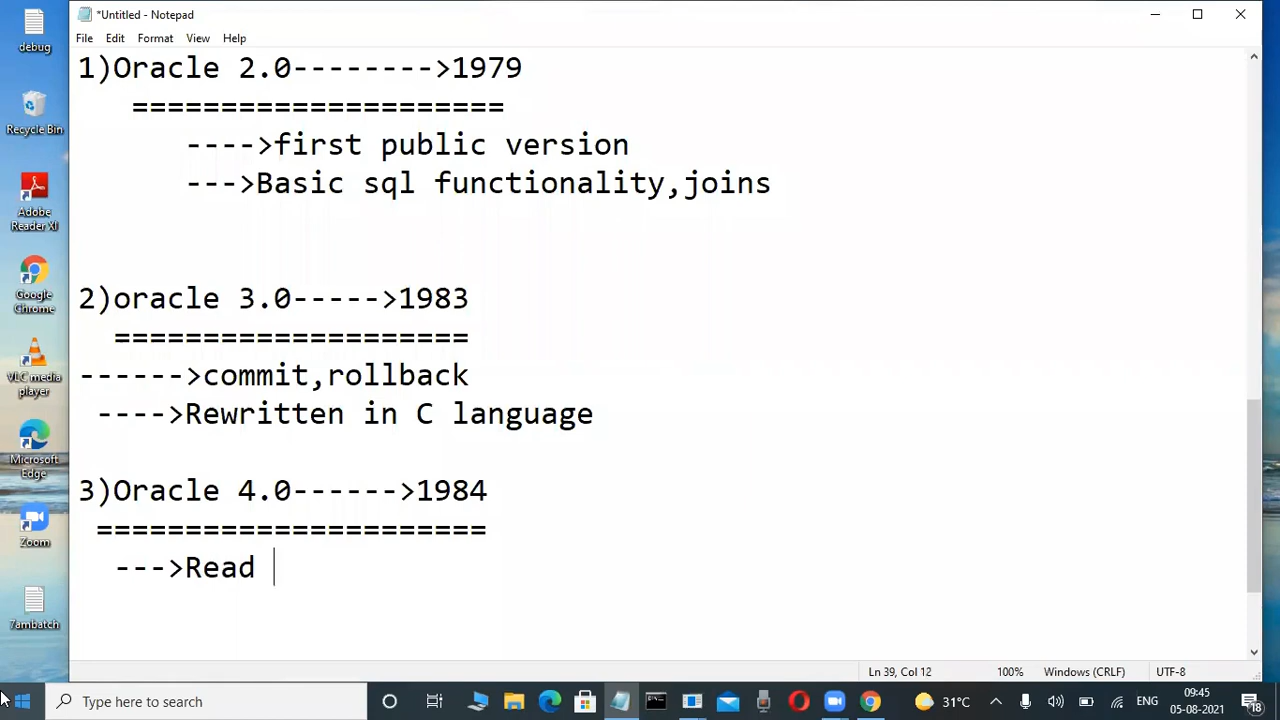 debug
Recycle Bin
Adobe
Reader XI
Google
Chrome
VLC media
player
Microsoft
Edge
Zoom
7ambatch
*Untitled - Notepad
File Edit Format View Help
1)Oracle 2.0-------->1979
=====================
---->first public version
--->Basic sql functionality,joins
2)oracle 3.0----->1983
====================
------>commit,rollback
---->Rewritten in C language
3)Oracle 4.0------>1984
======================
--->Read
Ln 39, Col 12 100% Windows (CRLF) UTF-8
Type here to search
31°C
ENG
09:45
05-08-2021
18